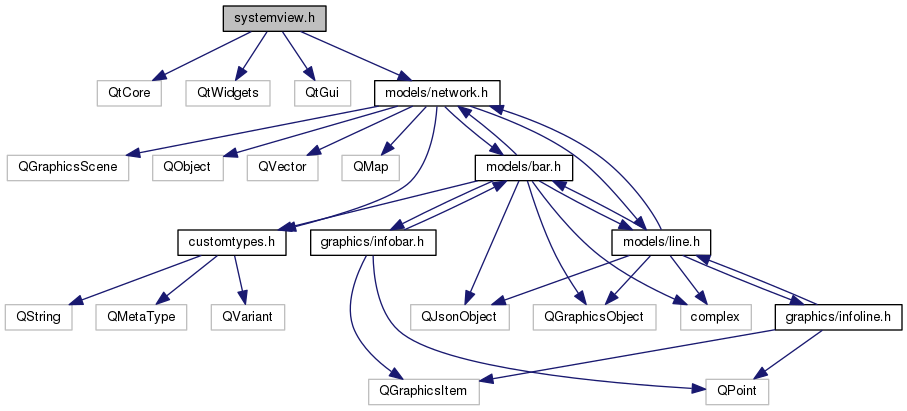 systemview.h
QtCore
QtWidgets
QtGui
models/network.h
QGraphicsScene
QObject
QVector
QMap
models/bar.h
customtypes.h
graphics/infobar.h
models/line.h
QString
QMetaType
QVariant
QJsonObject
QGraphicsObject
complex
graphics/infoline.h
QGraphicsItem
QPoint